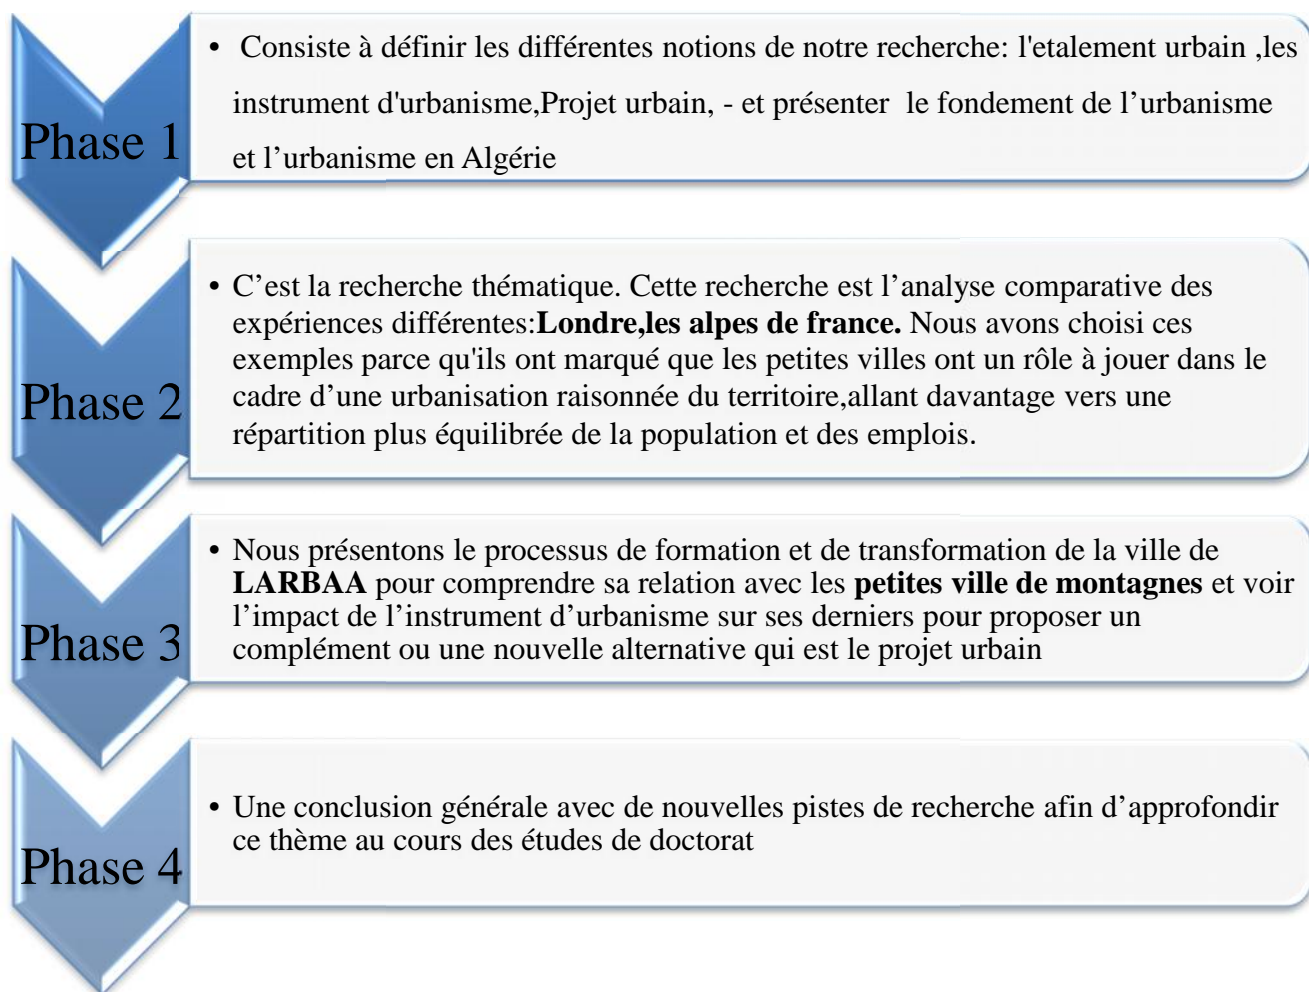 Phase 1
• Consiste à définir les différentes notions de notre recherche: l'etalement urbain ,les
instrument d'urbanisme,Projet urbain, - et présenter le fondement de l’urbanisme
et l’urbanisme en Algérie
Phase 2
• C’est la recherche thématique. Cette recherche est l’analyse comparative des
expériences différentes:Londre,les alpes de france. Nous avons choisi ces
exemples parce qu'ils ont marqué que les petites villes ont un rôle à jouer dans le
cadre d’une urbanisation raisonnée du territoire,allant davantage vers une
répartition plus équilibrée de la population et des emplois.
Phase 3
• Nous présentons le processus de formation et de transformation de la ville de
LARBAA pour comprendre sa relation avec les petites ville de montagnes et voir
l’impact de l’instrument d’urbanisme sur ses derniers pour proposer un
complément ou une nouvelle alternative qui est le projet urbain
Phase 4
• Une conclusion générale avec de nouvelles pistes de recherche afin d’approfondir
ce thème au cours des études de doctorat